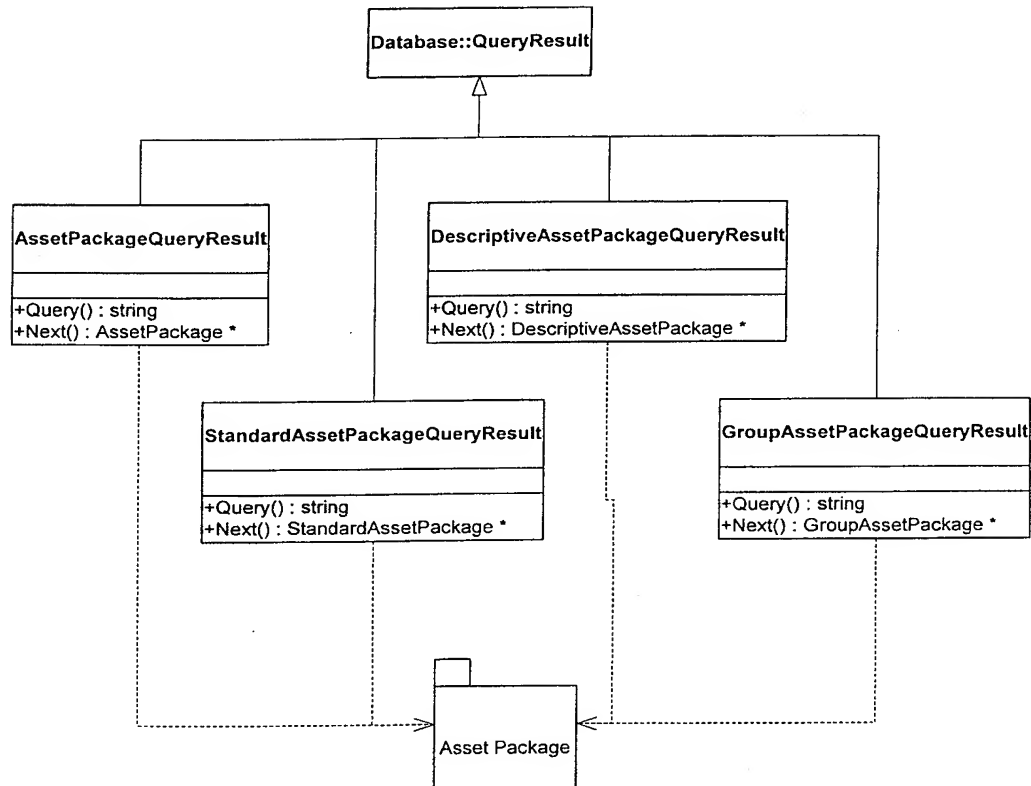 Database::QueryResult
AssetPackageQueryResult
+Query() : string
+Next() : AssetPackage *
DescriptiveAssetPackageQueryResult
+Query() : string
+Next() : DescriptiveAssetPackage *
StandardAssetPackageQueryResult
+Query() : string
+Next() : StandardAssetPackage *
GroupAssetPackageQueryResult
+Query() : string
+Next() : GroupAssetPackage *
Asset Package